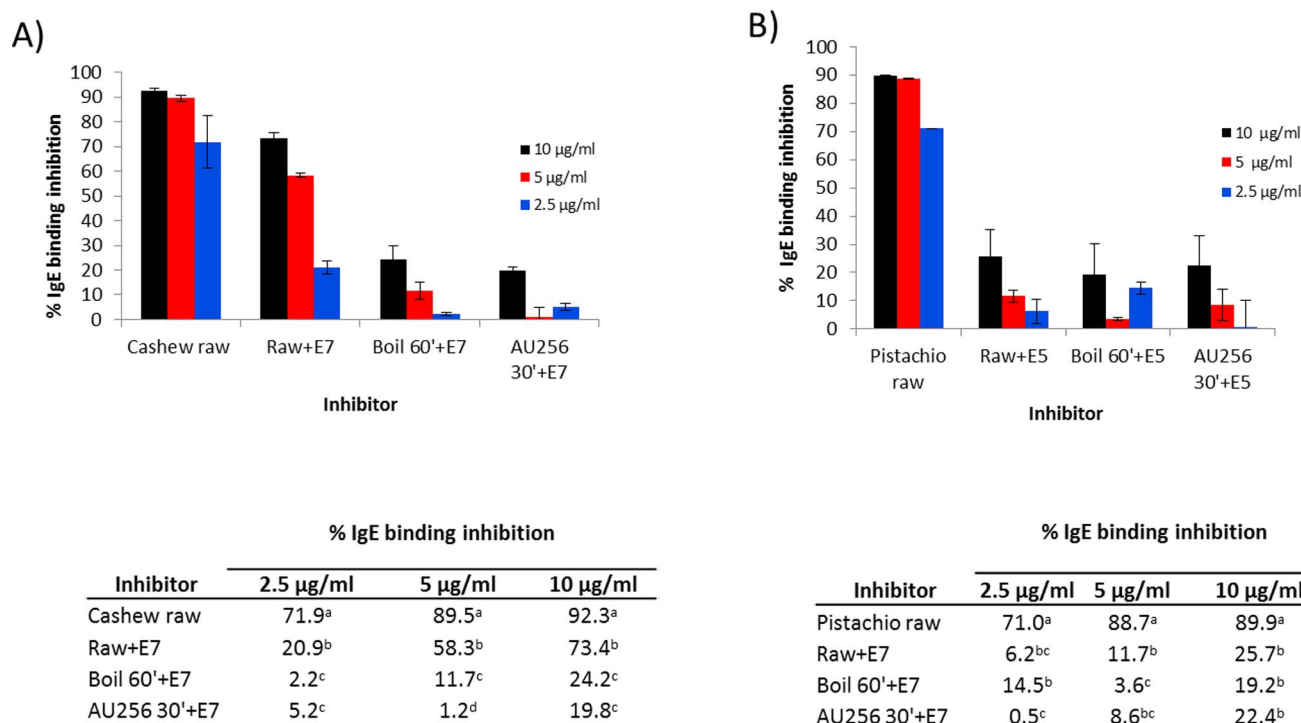 A)
% IgE binding inhibition
100
90
80
70
60
50
40
30
20
10
0
10 µg/ml
5 µg/ml
2.5 µg/ml
Cashew raw Raw+E7 Boil 60'+E7 AU256
30'+E7
Inhibitor
B)
% IgE binding inhibition
100
90
80
70
60
50
40
30
20
10
0
10 µg/ml
5 µg/ml
2.5 µg/ml
Pistachio Raw+E5 Boil 60'+E5 AU256
raw 30'+E5
Inhibitor
% IgE binding inhibition
Inhibitor 2.5 µg/ml 5 µg/ml 10 µg/ml
Cashew raw 71.9ᵃ 89.5ᵃ 92.3ᵃ
Raw+E7 20.9ᵇ 58.3ᵇ 73.4ᵇ
Boil 60'+E7 2.2ᶜ 11.7ᶜ 24.2ᶜ
AU256 30'+E7 5.2ᶜ 1.2ᵈ 19.8ᶜ
% IgE binding inhibition
Inhibitor 2.5 µg/ml 5 µg/ml 10 µg/ml
Pistachio raw 71.0ᵃ 88.7ᵃ 89.9ᵃ
Raw+E7 6.2ᵇᶜ 11.7ᵇ 25.7ᵇ
Boil 60'+E7 14.5ᵇ 3.6ᶜ 19.2ᵇ
AU256 30'+E7 0.5ᶜ 8.6ᵇᶜ 22.4ᵇ